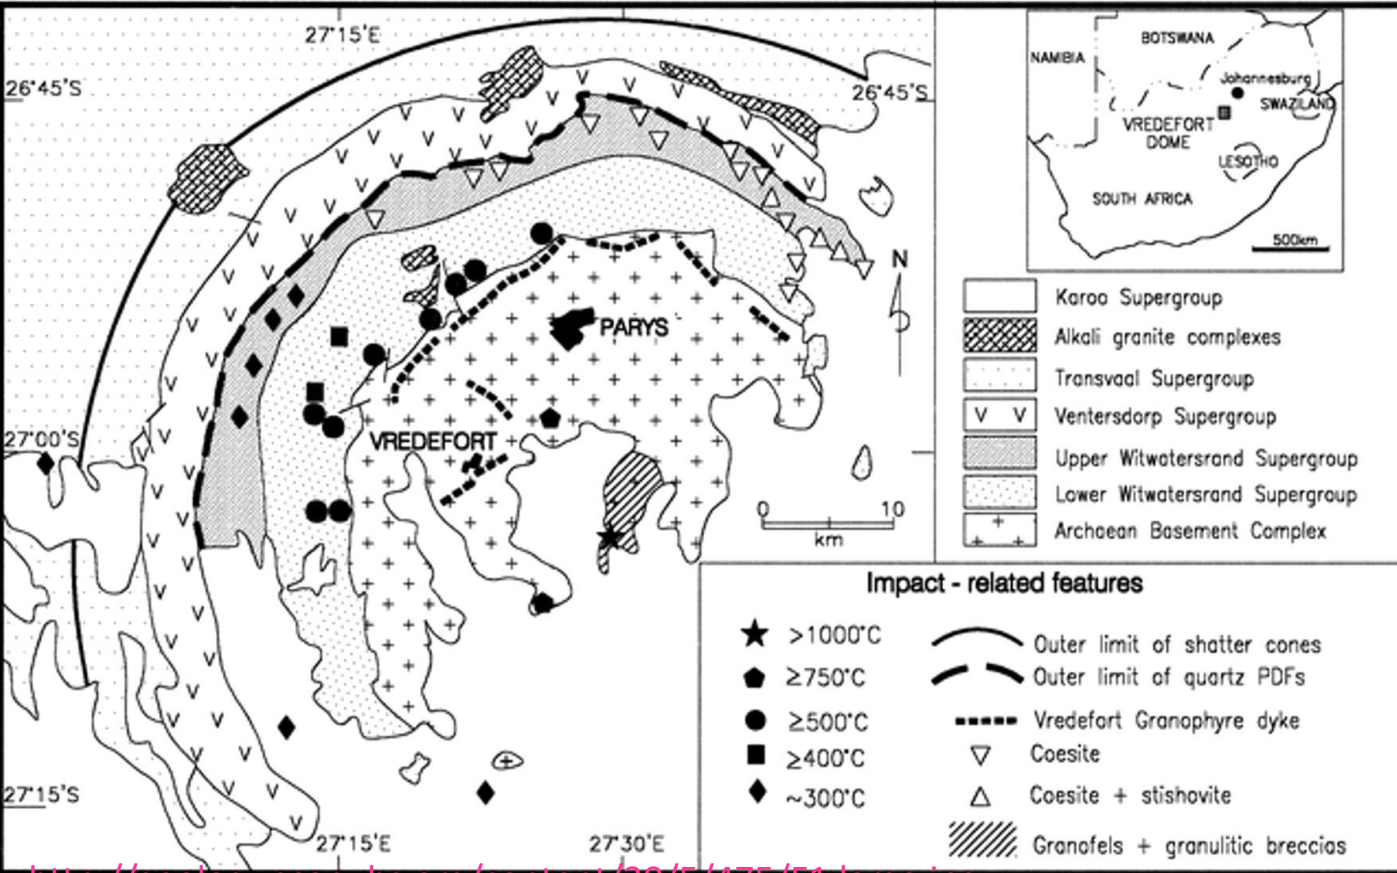 27°15'E
26°45'S
26°45'S
PARYS
27°00'S
VREDEFORT
N
0 10
km
27°15'S
27°15'E
27°30'E
BOTSWANA
NAMIBIA
Johannesburg
SWAZILAND
VREDEFORT
DOME
LESOTHO
SOUTH AFRICA
500km
Karoo Supergroup
Alkali granite complexes
Transvaal Supergroup
V V Ventersdorp Supergroup
Upper Witwatersrand Supergroup
Lower Witwatersrand Supergroup
Archaean Basement Complex
Impact - related features
>1000°C
≥750°C
≥500°C
≥400°C
~300°C
Outer limit of shatter cones
Outer limit of quartz PDFs
Vredefort Granophyre dyke
Coesite
Coesite + stishovite
Granofels + granulitic breccias